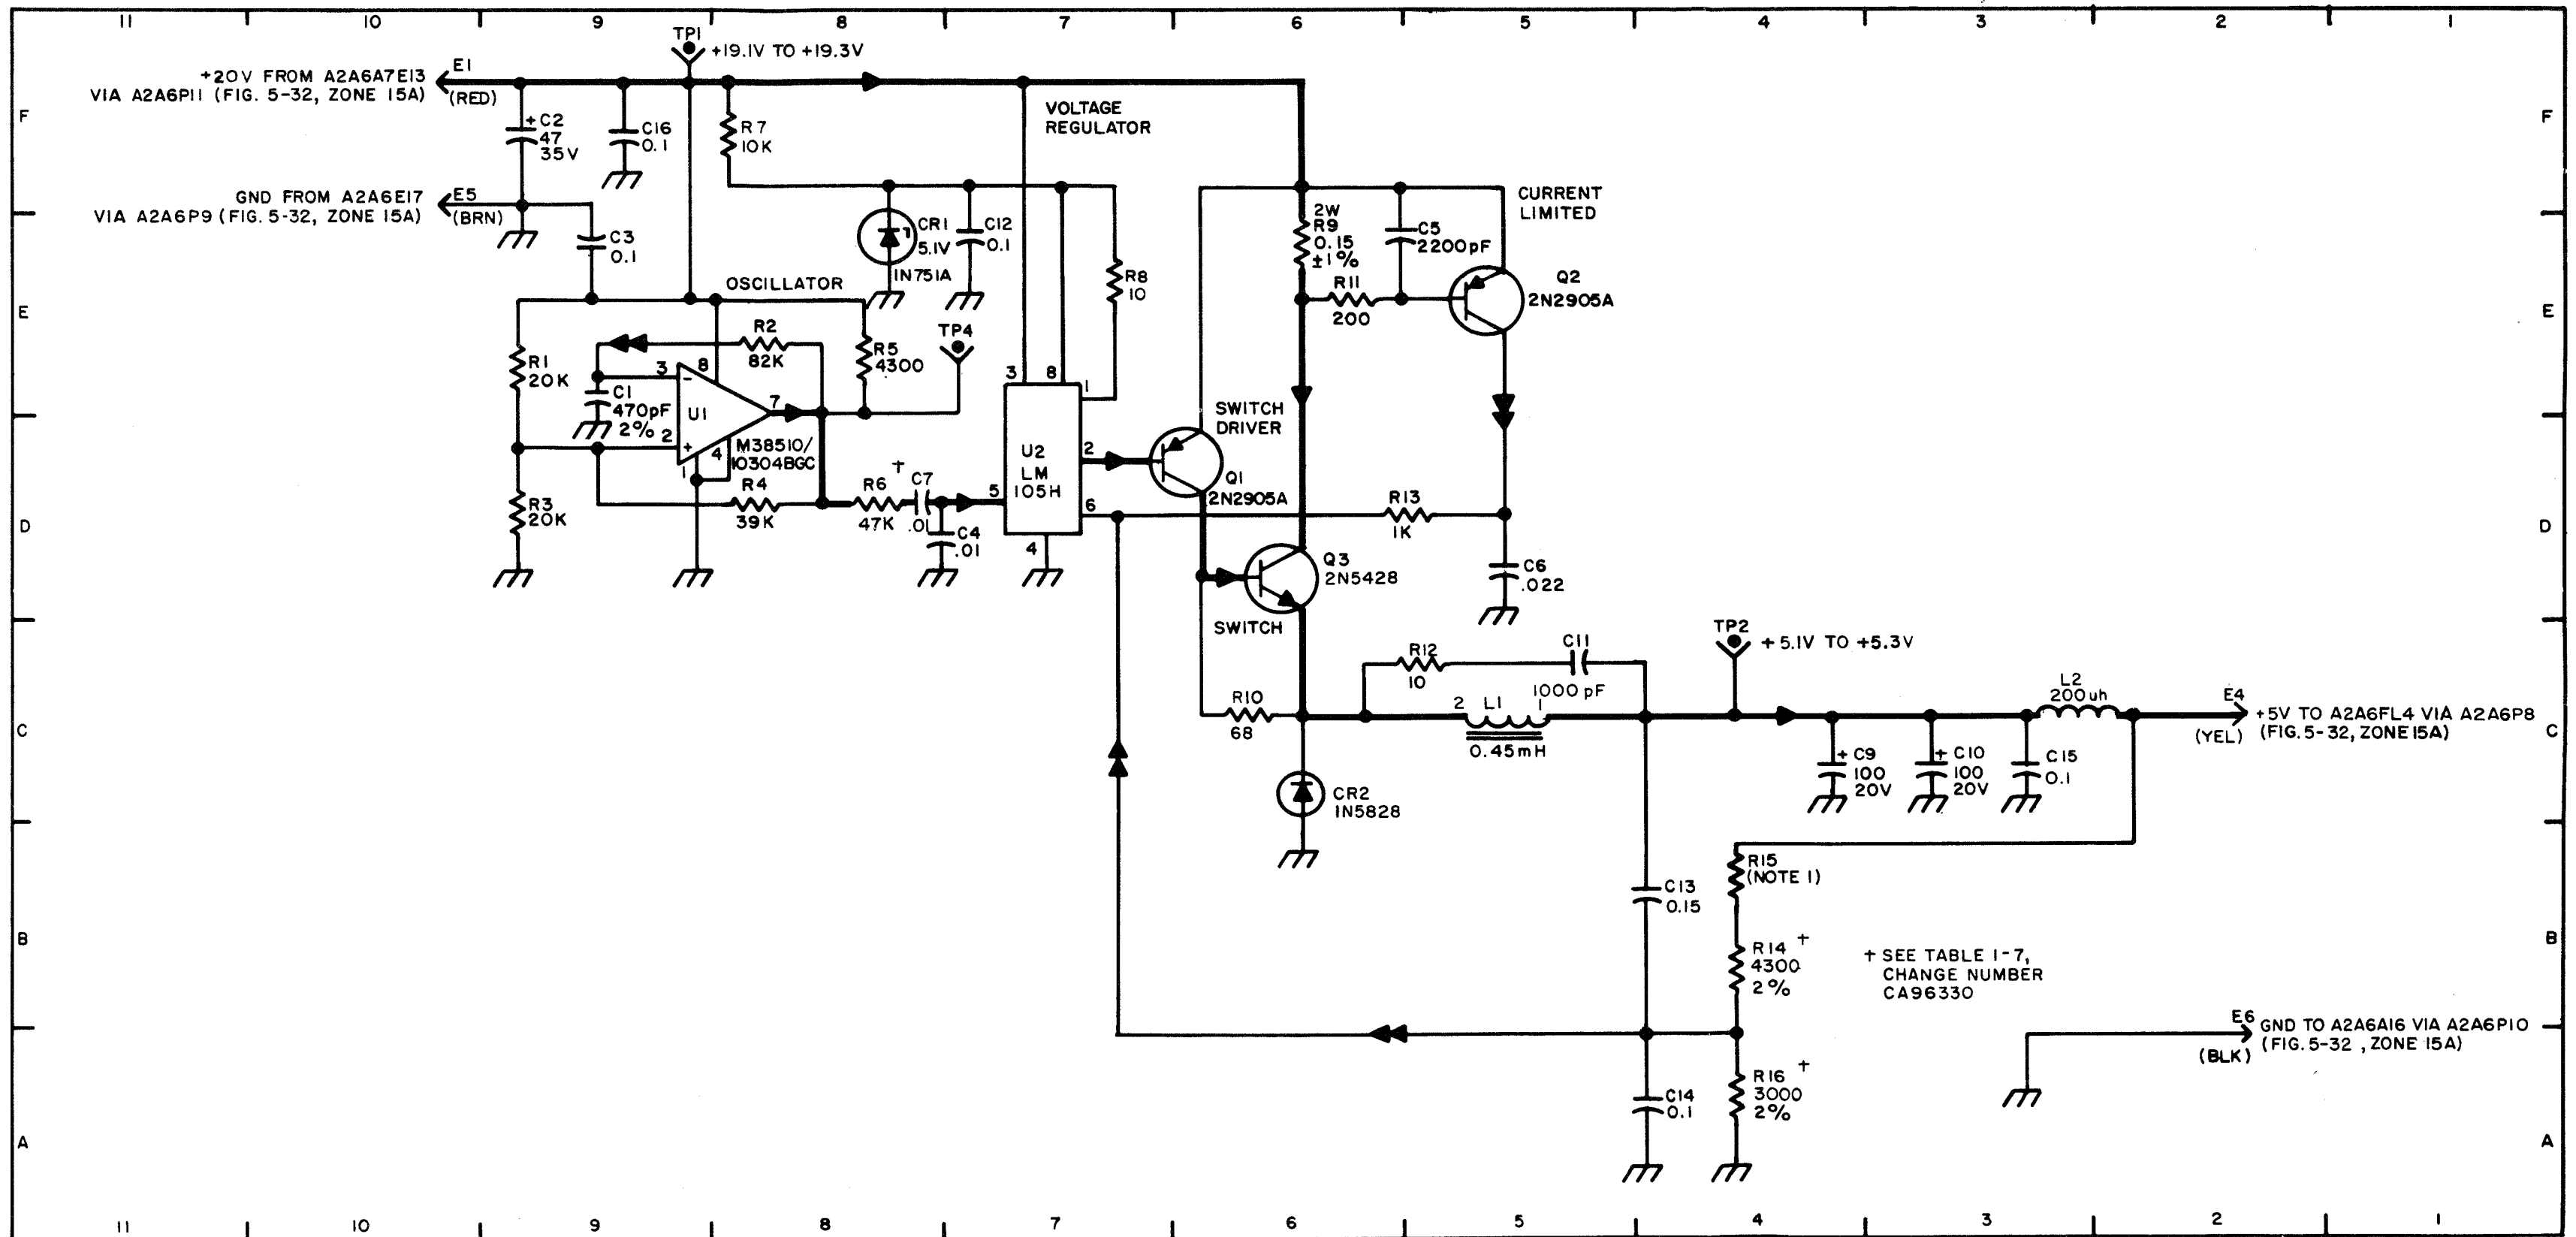 11 10 9 8 7 6 5 4 3 2 1
TP1
+19.1V TO +19.3V
+20V FROM A2A6A7E13
VIA A2A6P11 (FIG. 5-32, ZONE 15A)
E1
(RED)
F
F
C2
+
47
35V
C16
0.1
R7
10K
VOLTAGE
REGULATOR
GND FROM A2A6E17
VIA A2A6P9 (FIG. 5-32, ZONE 15A)
E5
(BRN)
C3
0.1
CR1
5.1V
1N751A
C12
0.1
R8
10
2W
R9
0.15
±1%
C5
2200pF
CURRENT
LIMITED
Q2
2N2905A
R11
200
E
E
OSCILLATOR
R2
82K
R5
4300
TP4
R1
20K
C1
470pF
2%
3
-
8
U1
7
2
+
1
4
M38510/
10304BGC
R4
39K
R3
20K
R6
47K
†
C7
.01
C4
.01
3
8
1
U2
LM
105H
2
5
6
4
SWITCH
DRIVER
Q1
2N2905A
R13
1K
D
D
Q3
2N5428
SWITCH
C6
.022
R12
10
C11
1000pF
TP2
+5.1V TO +5.3V
R10
68
2
L1
1
0.45mH
L2
200uh
E4
(YEL)
+5V TO A2A6FL4 VIA A2A6P8
(FIG. 5-32, ZONE 15A)
C
C
CR2
1N5828
+
C9
100
20V
+
C10
100
20V
C15
0.1
R15
(NOTE 1)
C13
0.15
R14 †
4300
2%
B
B
† SEE TABLE 1-7,
CHANGE NUMBER
CA96330
E6
(BLK)
GND TO A2A6A16 VIA A2A6P10
(FIG. 5-32, ZONE 15A)
R16 †
3000
2%
C14
0.1
A
A
11 10 9 8 7 6 5 4 3 2 1